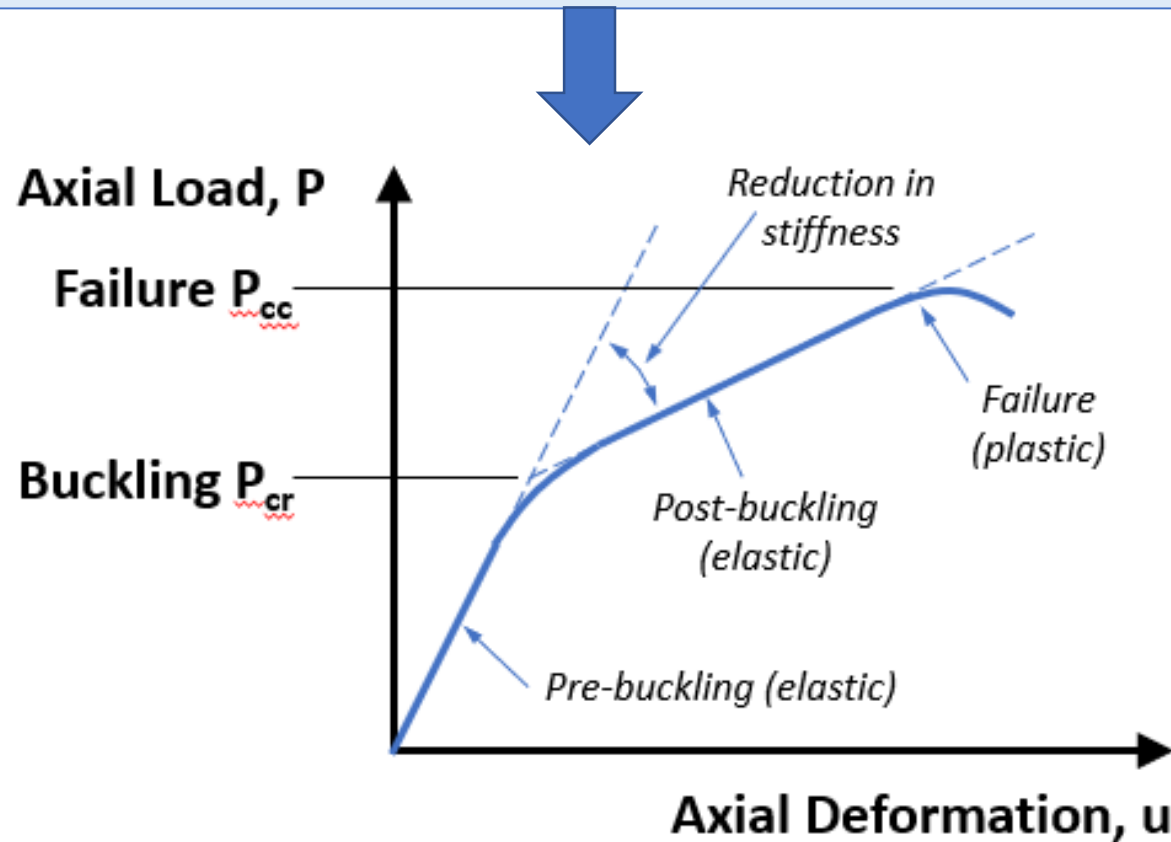 Axial Load, P
Reduction in
stiffness
Failure Pcc
Failure
(plastic)
Buckling Pcr
Post-buckling
(elastic)
Pre-buckling (elastic)
Axial Deformation, u